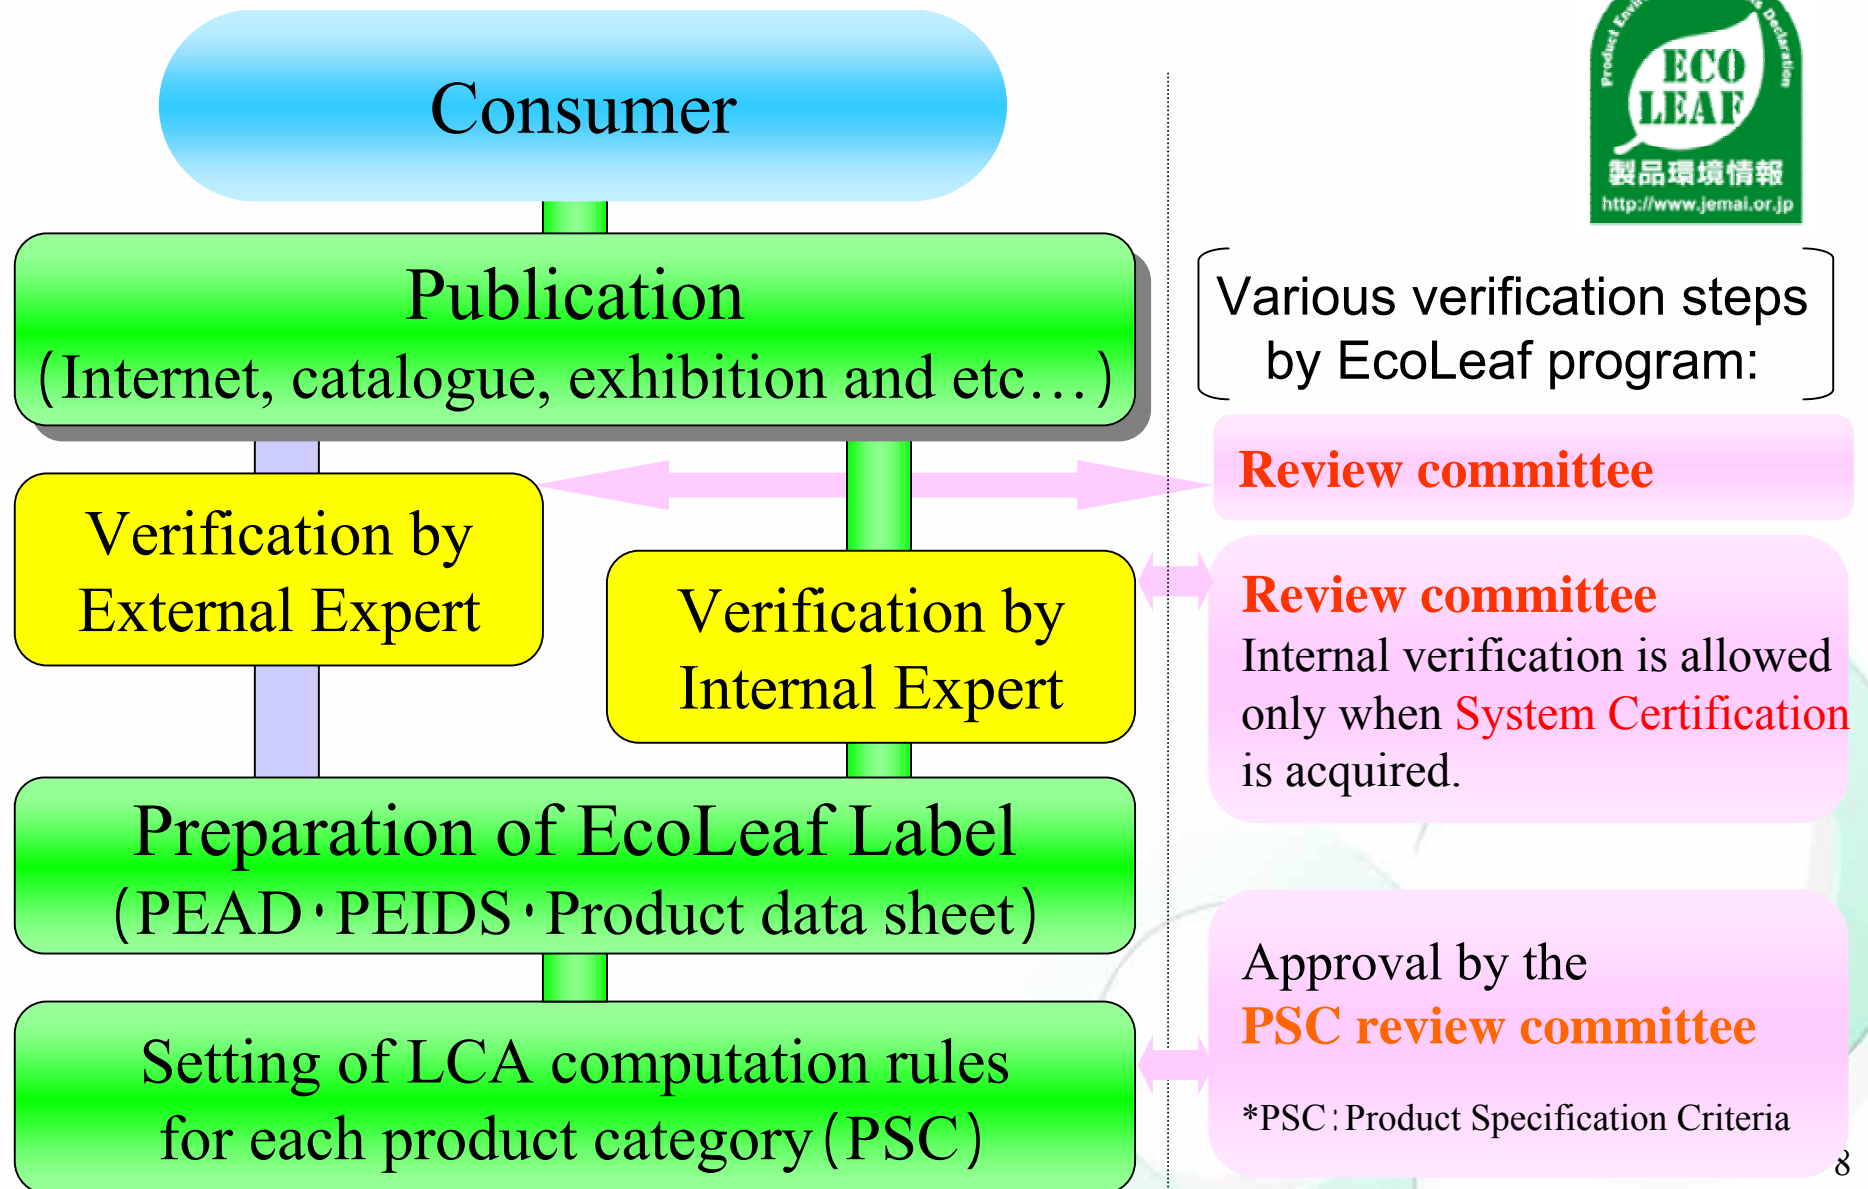 Consumer
Publication
(Internet, catalogue, exhibition and etc…)
Verification by
External Expert
Verification by
Internal Expert
Preparation of EcoLeaf Label
(PEAD・PEIDS・Product data sheet)
Setting of LCA computation rules
for each product category(PSC)
Product
Declaration
ECO
LEAF
製品環境情報
http://www.jemai.or.jp
Various verification steps
by EcoLeaf program:
Review committee
Review committee
Internal verification is allowed
only when System Certification
is acquired.
Approval by the
PSC review committee
*PSC:Product Specification Criteria
8